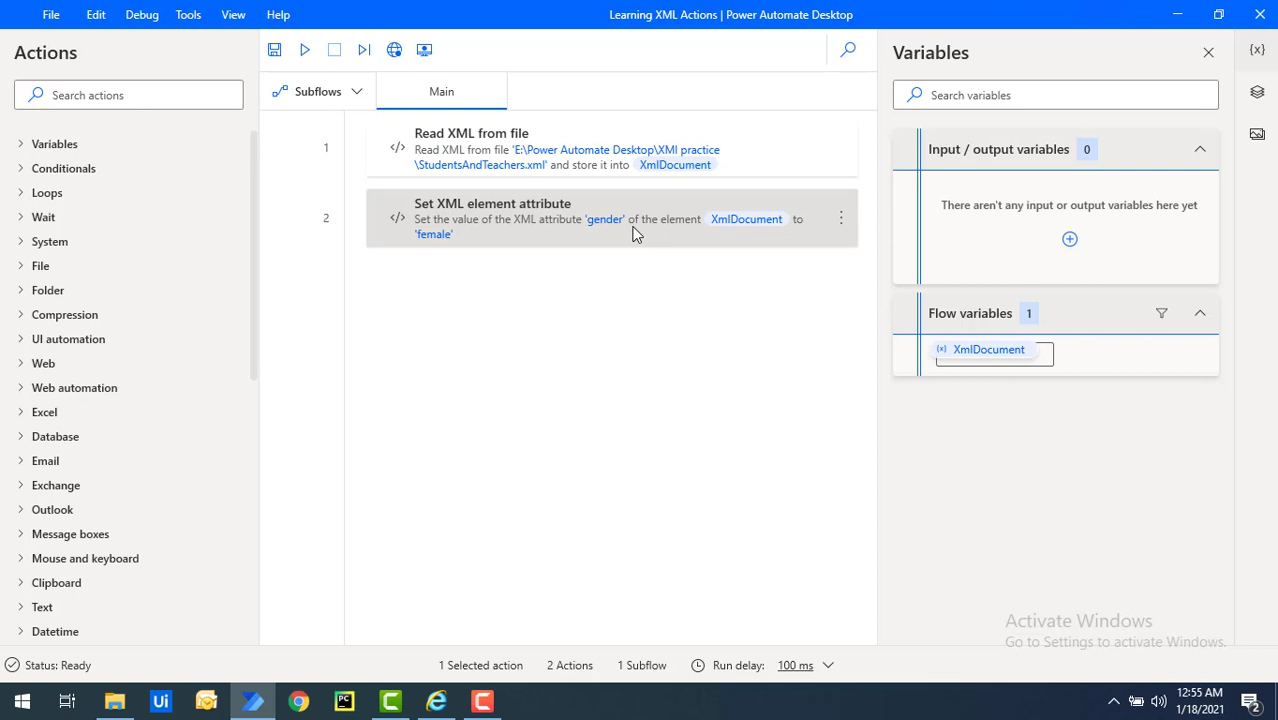 File Edit Debug Tools View Help Learning XML Actions | Power Automate Desktop
Actions
Search actions
Variables
Conditionals
Loops
Wait
System
File
Folder
Compression
UI automation
Web
Web automation
Excel
Database
Email
Exchange
Outlook
Message boxes
Mouse and keyboard
Clipboard
Text
Datetime
Subflows Main
1 Read XML from file
Read XML from file 'E:\Power Automate Desktop\XMl practice
\StudentsAndTeachers.xml' and store it into XmlDocument
2 Set XML element attribute
Set the value of the XML attribute 'gender' of the element XmlDocument to
'female'
Variables
{x}
Search variables
Input / output variables 0
There aren't any input or output variables here yet
Flow variables 1
{x} XmlDocument
Activate Windows
Go to Settings to activate Windows.
Status: Ready 1 Selected action 2 Actions 1 Subflow Run delay: 100 ms
Ui PC
12:55 AM
1/18/2021
2